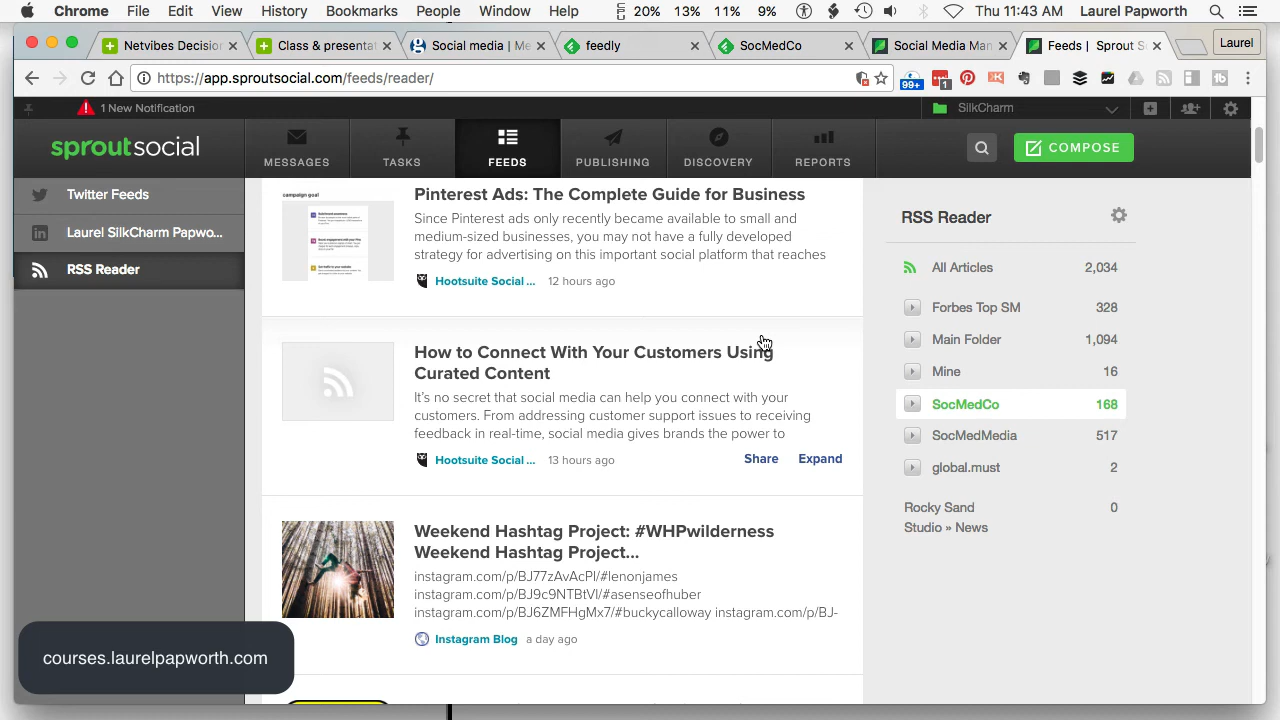 Chrome File Edit View History Bookmarks People Window Help 20% 13% 11% 9% Thu 11:43 AM Laurel Papworth
Netvibes Decisio
Class & presentat
Social media | Me
feedly
SocMedCo
Social Media Man
Feeds | Sprout S
Laurel
https://app.sproutsocial.com/feeds/reader/
99+
1
1 New Notification
SilkCharm
sproutsocial
MESSAGES
TASKS
FEEDS
PUBLISHING
DISCOVERY
REPORTS
COMPOSE
Twitter Feeds
Laurel SilkCharm Papwo...
RSS Reader
campaign goal
Pinterest Ads: The Complete Guide for Business
Since Pinterest ads only recently became available to small and
medium-sized businesses, you may not have a fully developed
strategy for advertising on this important social platform that reaches
Hootsuite Social ... 12 hours ago
How to Connect With Your Customers Using
Curated Content
It's no secret that social media can help you connect with your
customers. From addressing customer support issues to receiving
feedback in real-time, social media gives brands the power to
Hootsuite Social ... 13 hours ago
Share Expand
Weekend Hashtag Project: #WHPwilderness
Weekend Hashtag Project...
instagram.com/p/BJ77zAvAcPl/#lenonjames
instagram.com/p/BJ9c9NTBtVl/#asenseofhuber
instagram.com/p/BJ6ZMFHgMx7/#buckycalloway instagram.com/p/BJ-
Instagram Blog a day ago
RSS Reader
All Articles 2,034
Forbes Top SM 328
Main Folder 1,094
Mine 16
SocMedCo 168
SocMedMedia 517
global.must 2
Rocky Sand 0
Studio » News
courses.laurelpapworth.com